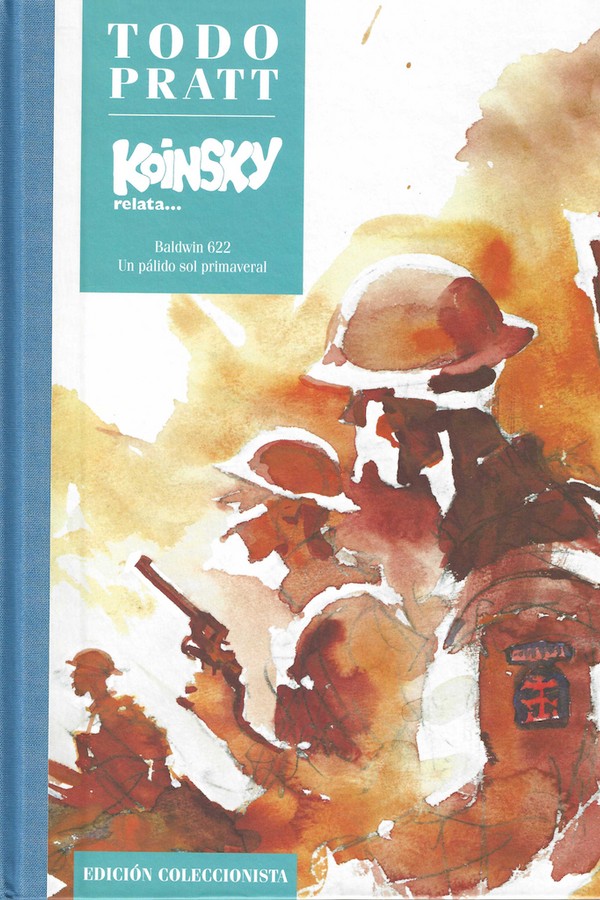 TODO
PRATT
KOINSKY
relata...
Baldwin 622
Un pálido sol primaveral
EDICIÓN COLECCIONISTA